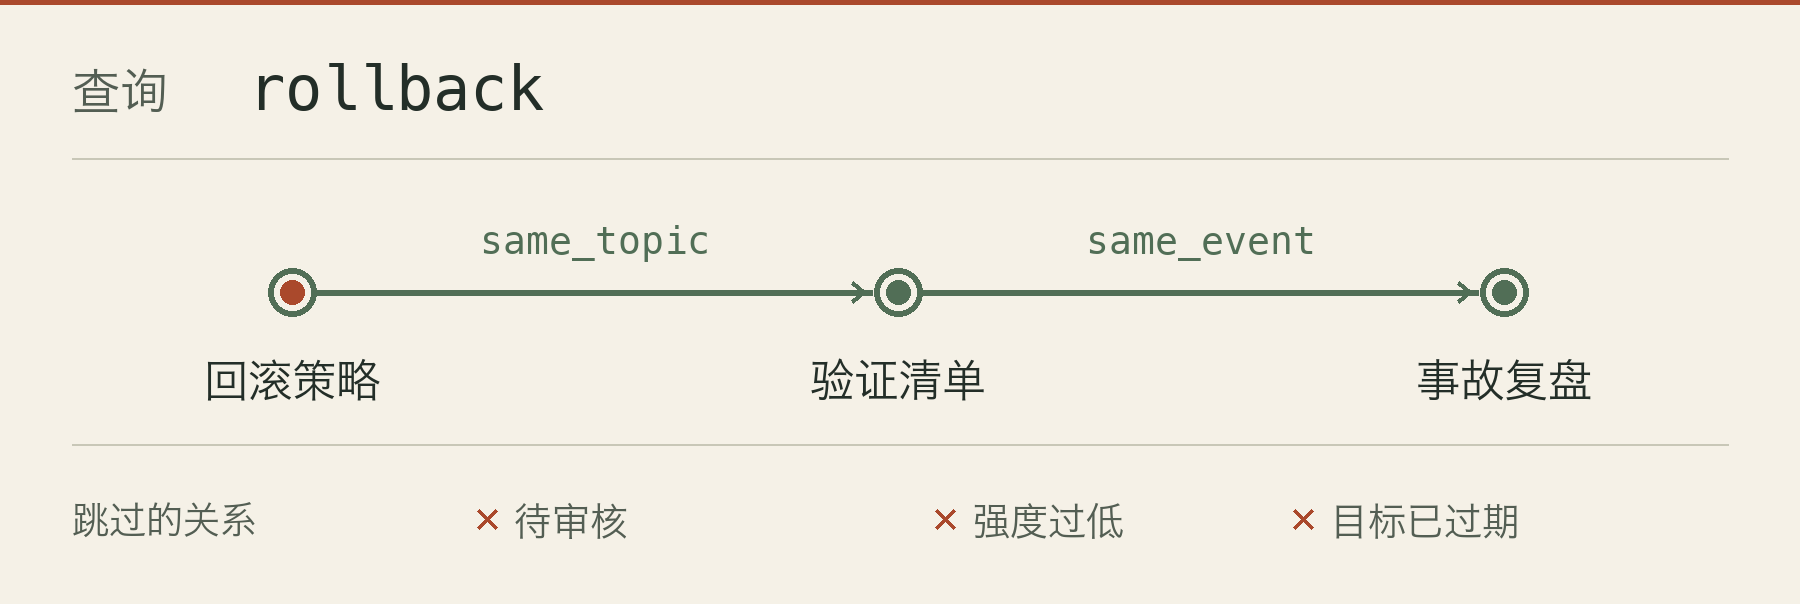 查询 rollback
same_topic same_event
回滚策略 验证清单 事故复盘
跳过的关系 × 待审核 × 强度过低 × 目标已过期